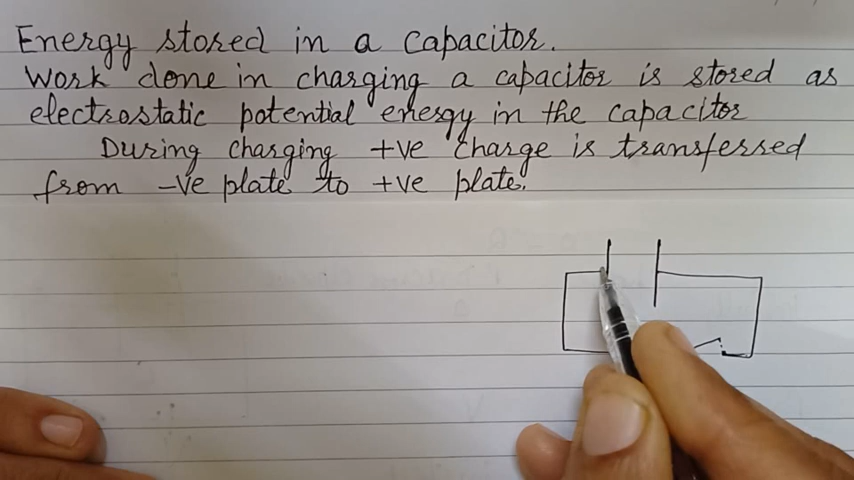 Energy stored in a capacitor.
Work done in charging a capacitor is stored as
electrostatic potential energy in the capacitor
During charging +ve charge is transferred
from -ve plate to +ve plate.